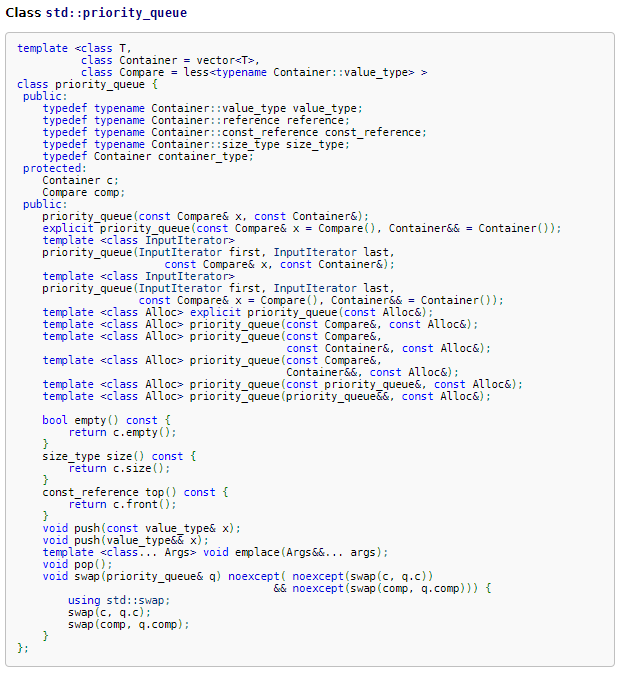 Class std::priority_queue
template <class T,
          class Container = vector<T>,
          class Compare = less<typename Container::value_type> >
class priority_queue {
 public:
    typedef typename Container::value_type value_type;
    typedef typename Container::reference reference;
    typedef typename Container::const_reference const_reference;
    typedef typename Container::size_type size_type;
    typedef Container container_type;
 protected:
    Container c;
    Compare comp;
 public:
    priority_queue(const Compare& x, const Container&);
    explicit priority_queue(const Compare& x = Compare(), Container&& = Container());
    template <class InputIterator>
    priority_queue(InputIterator first, InputIterator last,
                       const Compare& x, const Container&);
    template <class InputIterator>
    priority_queue(InputIterator first, InputIterator last,
                   const Compare& x = Compare(), Container&& = Container());
    template <class Alloc> explicit priority_queue(const Alloc&);
    template <class Alloc> priority_queue(const Compare&, const Alloc&);
    template <class Alloc> priority_queue(const Compare&,
                                          const Container&, const Alloc&);
    template <class Alloc> priority_queue(const Compare&,
                                          Container&&, const Alloc&);
    template <class Alloc> priority_queue(const priority_queue&, const Alloc&);
    template <class Alloc> priority_queue(priority_queue&&, const Alloc&);

    bool empty() const {
        return c.empty();
    }
    size_type size() const {
        return c.size();
    }
    const_reference top() const {
        return c.front();
    }
    void push(const value_type& x);
    void push(value_type&& x);
    template <class... Args> void emplace(Args&&... args);
    void pop();
    void swap(priority_queue& q) noexcept( noexcept(swap(c, q.c))
                                        && noexcept(swap(comp, q.comp))) {
        using std::swap;
        swap(c, q.c);
        swap(comp, q.comp);
    }
};